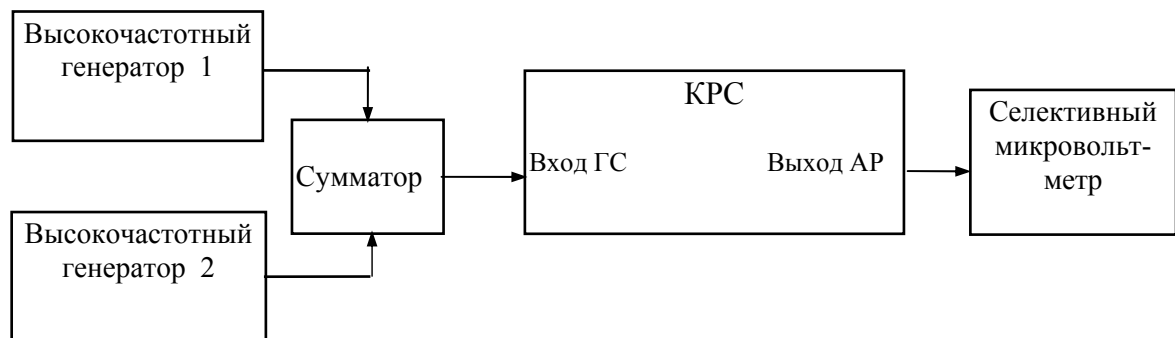 Высокочастотный
генератор 1
Сумматор
Высокочастотный
генератор 2
КРС
Вход ГС
Выход АР
Селективный
микровольт-
метр